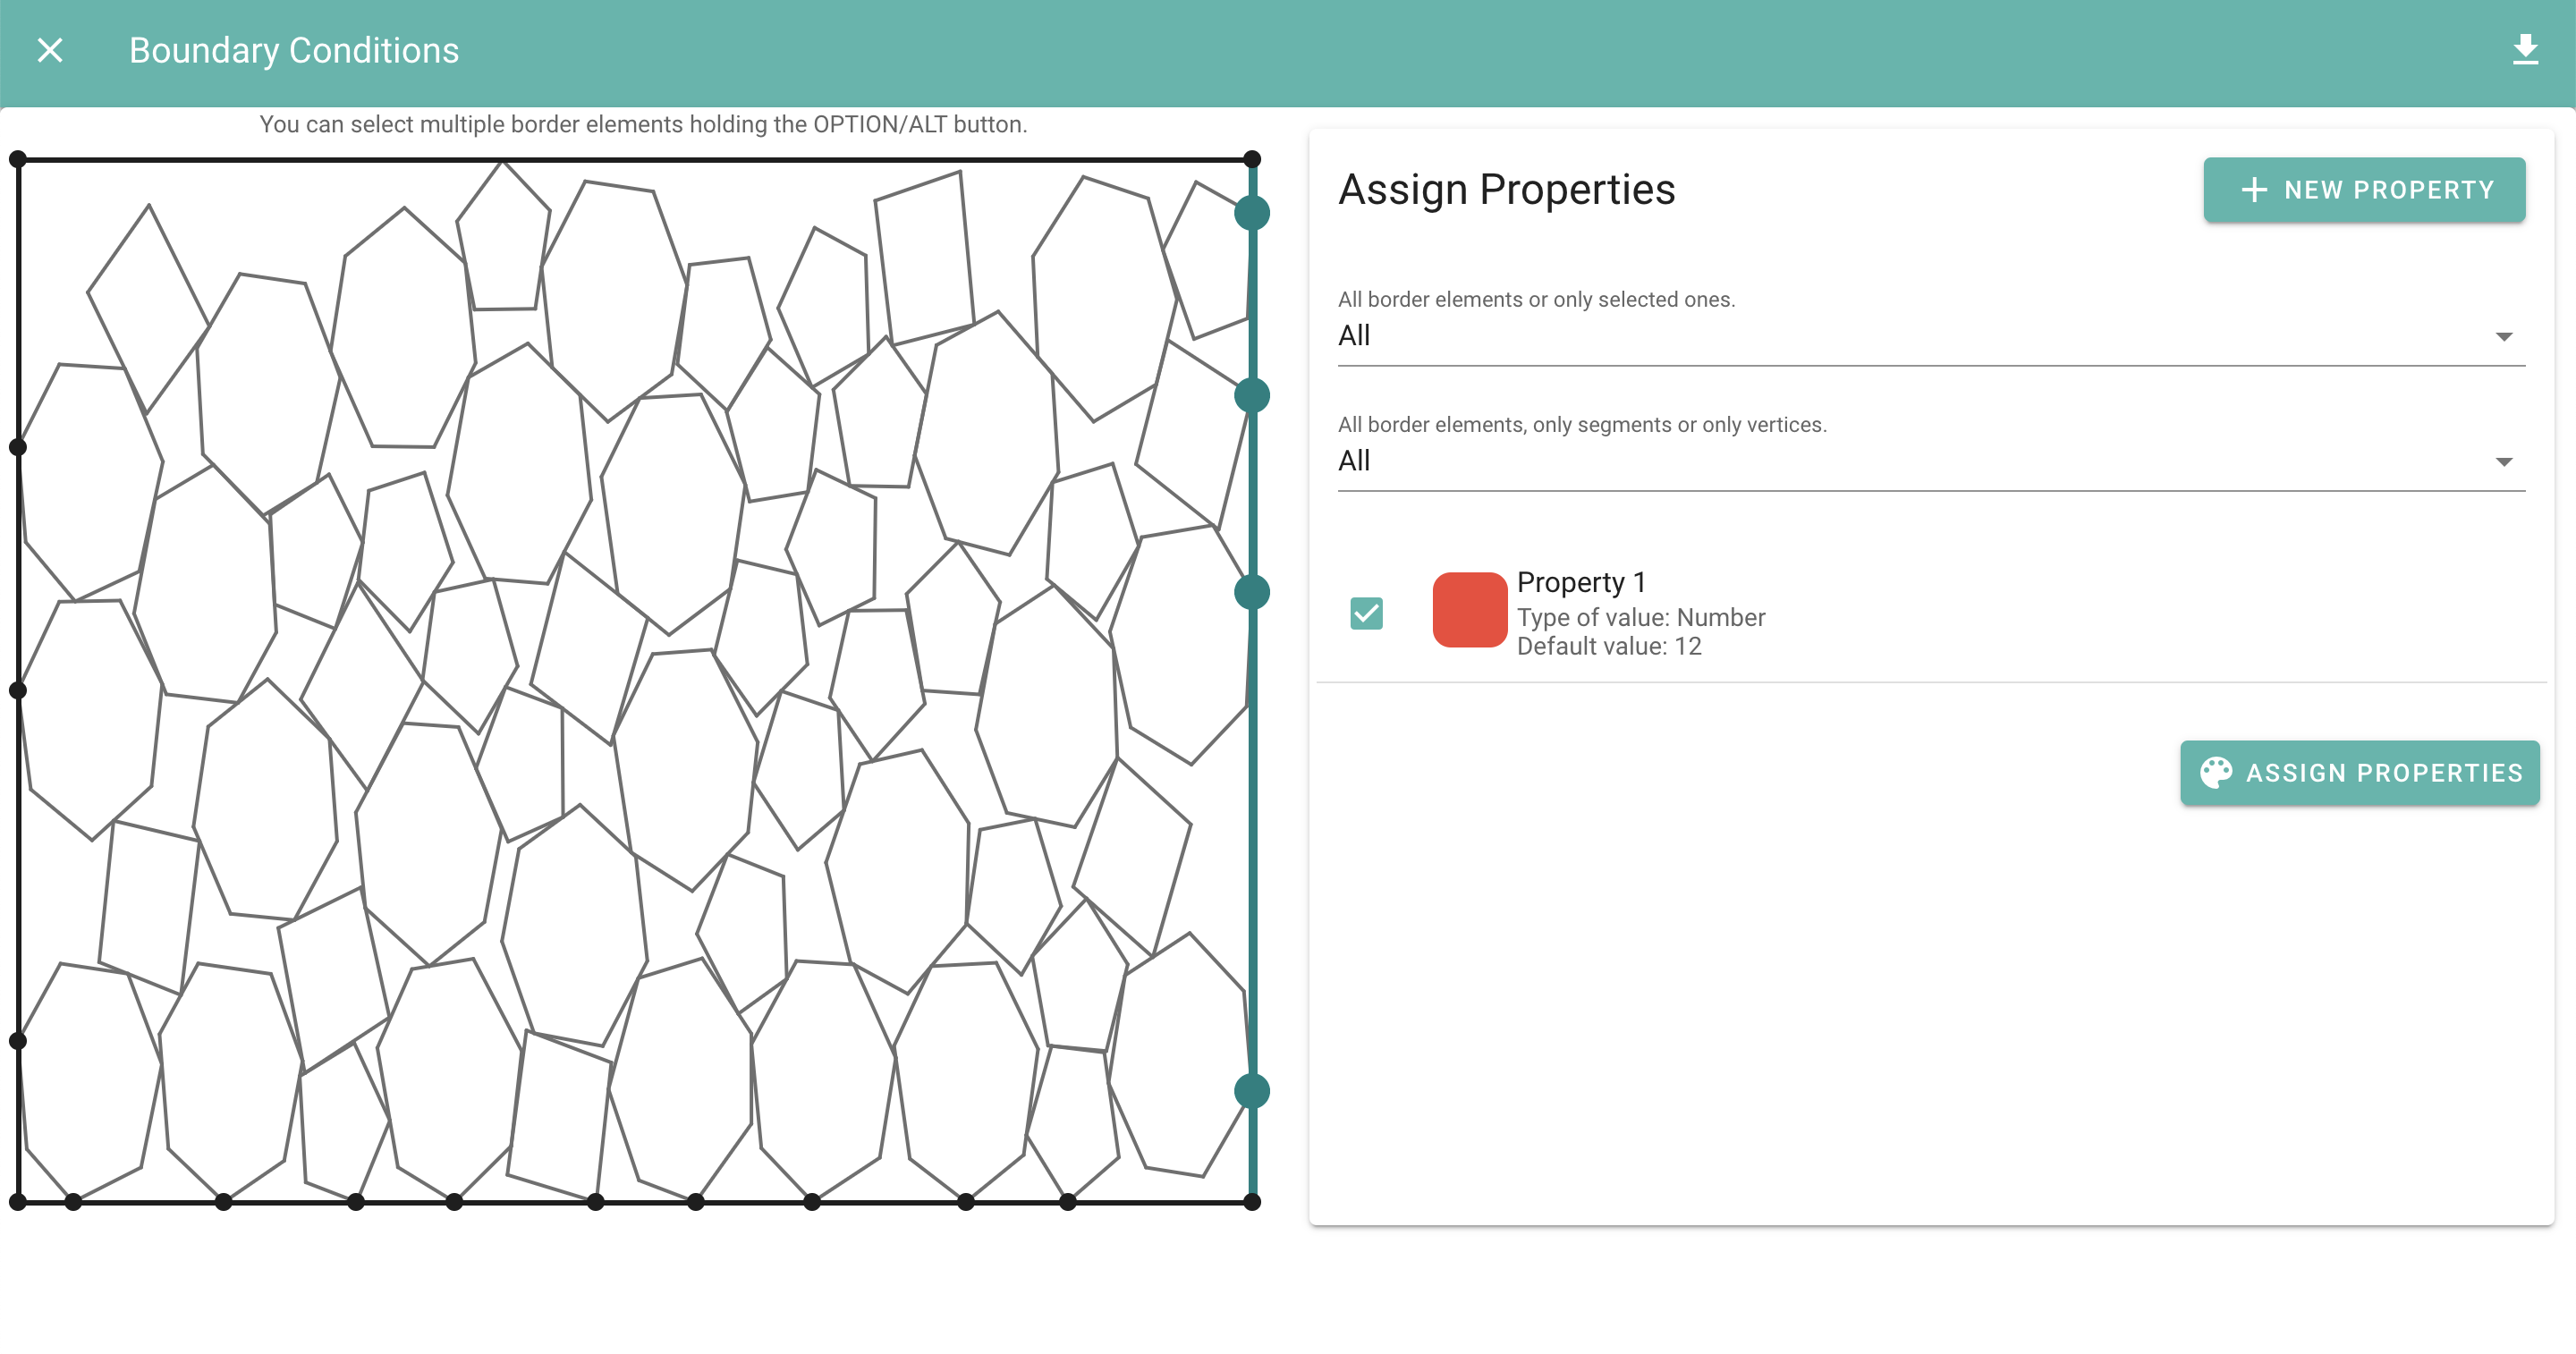 Boundary Conditions
You can select multiple border elements holding the OPTION/ALT button.
Assign Properties
NEW PROPERTY
All border elements or only selected ones.
All
All border elements, only segments or only vertices.
All
Property 1
Type of value: Number
Default value: 12
ASSIGN PROPERTIES